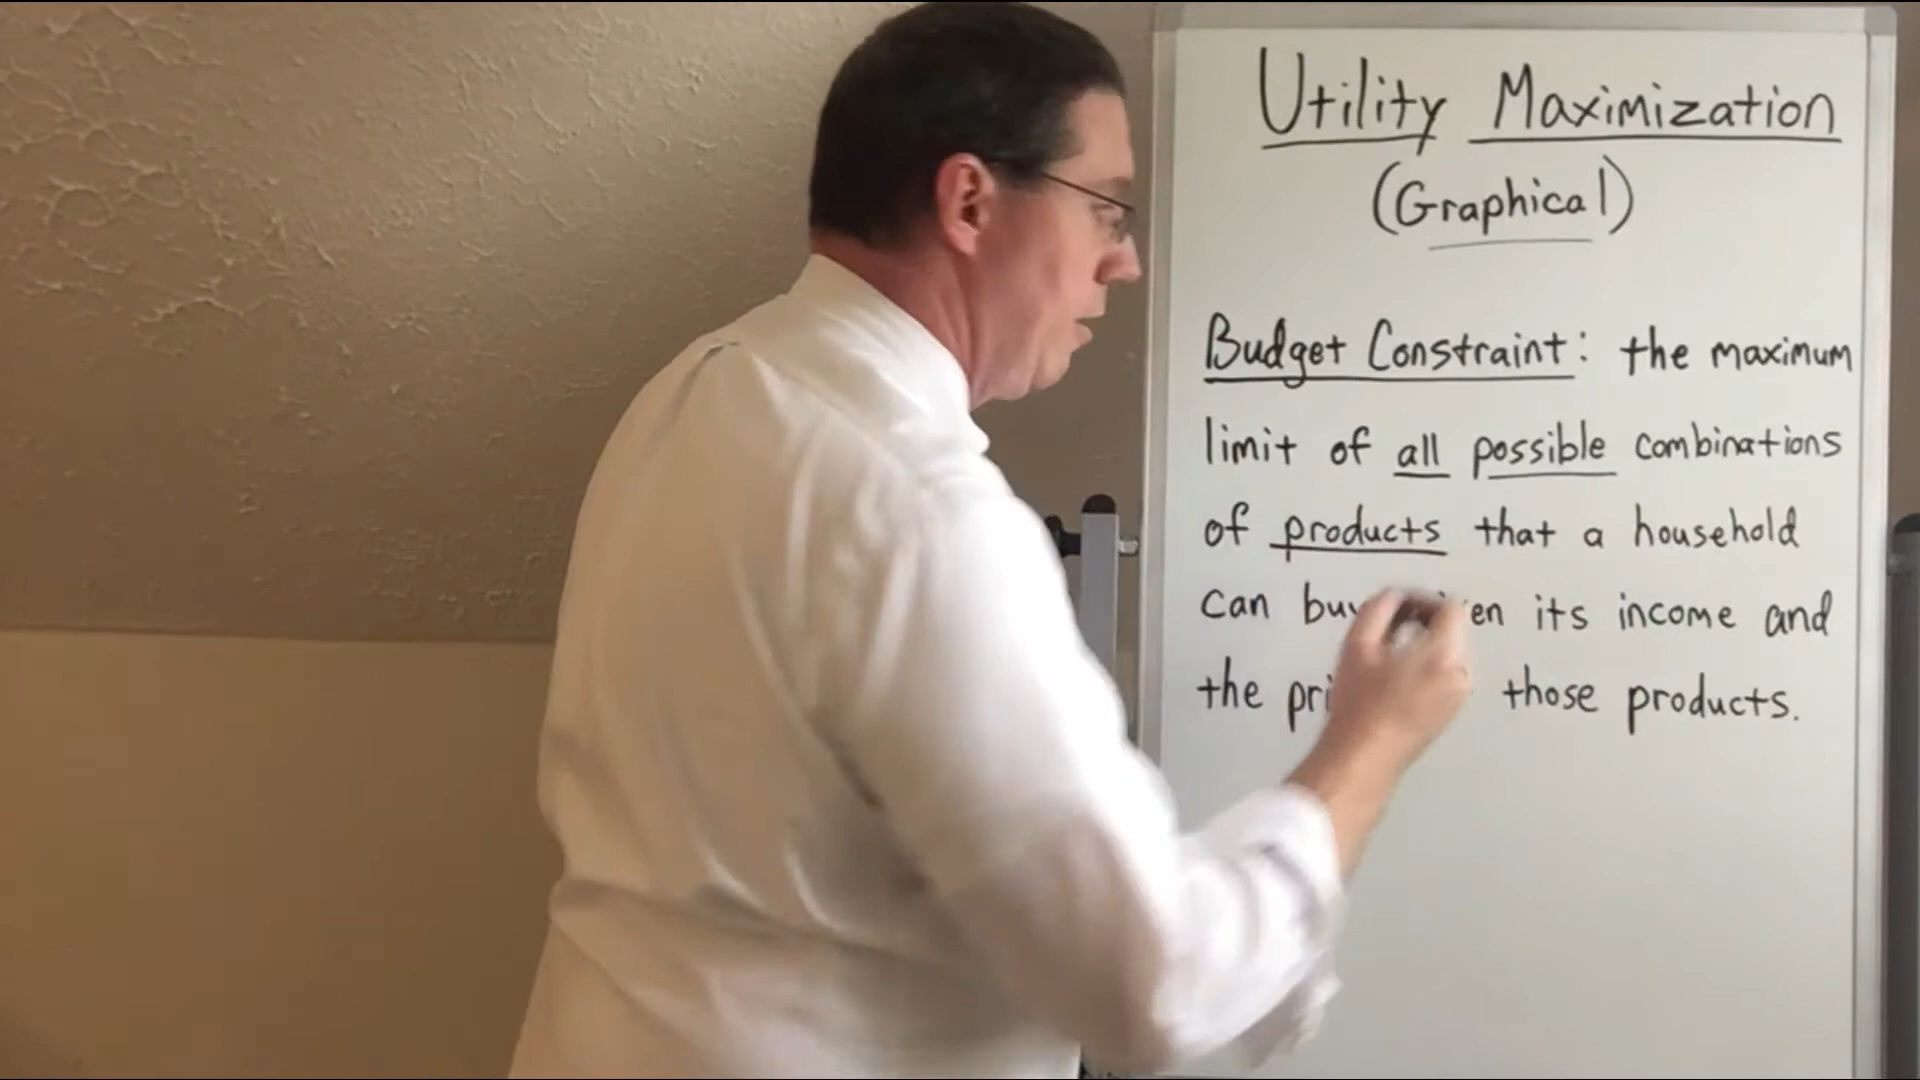 Utility Maximization
(Graphical)
Budget Constraint: the maximum
limit of all possible combinations
of products that a household
can buy its income and
the those products.